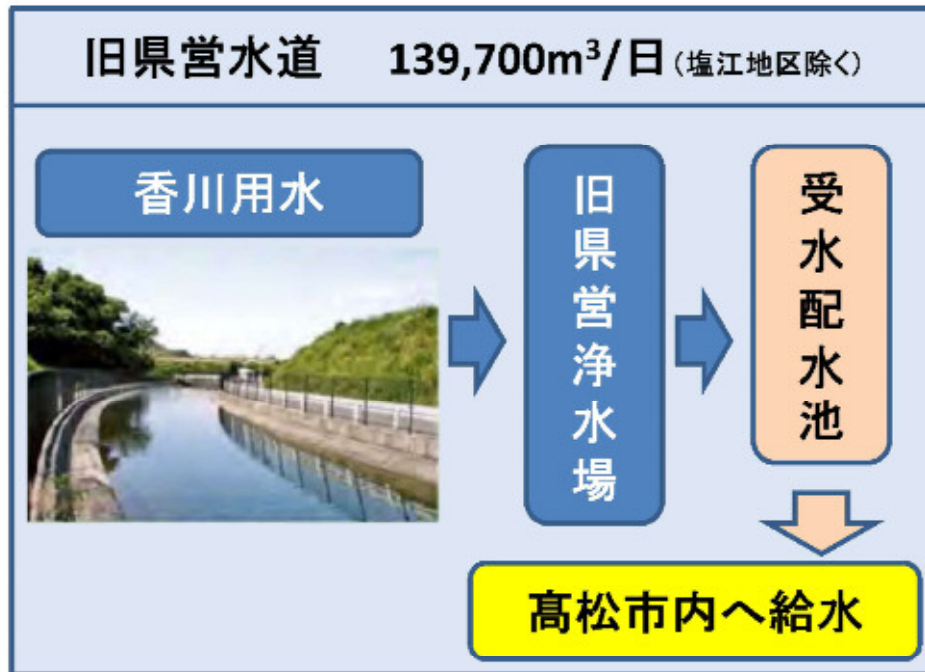 旧県営水道 139,700m³/日(塩江地区除く)
香川用水
旧県営浄水場
受水配水池
髙松市内へ給水